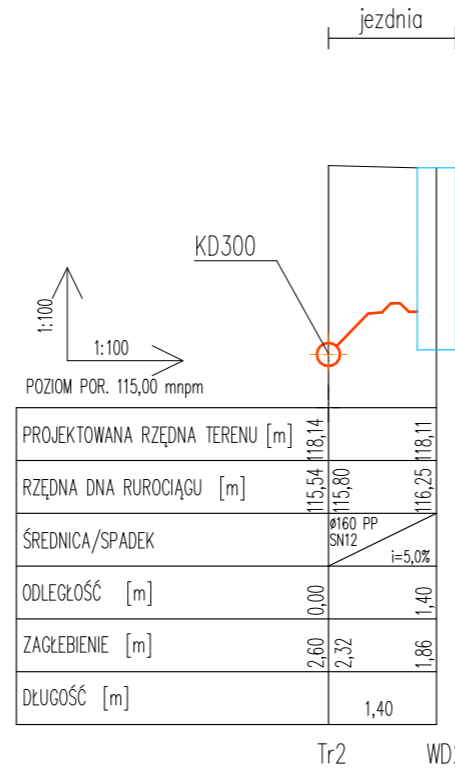 jezdnia
KD300
1:100
1:100
POZIOM POR. 115,00 mnpm
PROJEKTOWANA RZĘDNA TERENU [m] 118,14 118,11
RZĘDNA DNA RUROCIĄGU [m] 115,54 115,80 116,25
ŚREDNICA/SPADEK ø160 PP
SN12
i=5,0%
ODLEGŁOŚĆ [m] 0,00 1,40
ZAGŁEBIENIE [m] 2,60 2,32 1,86
DŁUGOŚĆ [m] 1,40
Tr2